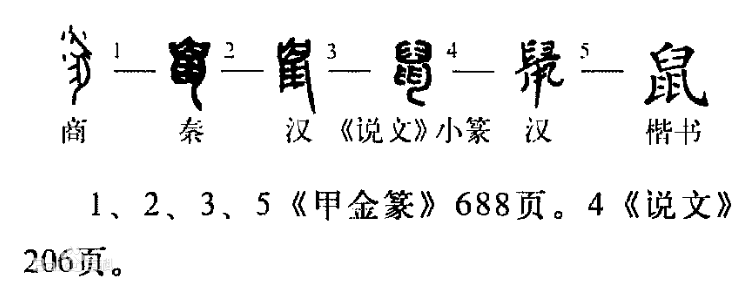 1 — 2 — 3 — 4 — 5 — 鼠
商 秦 汉 《说文》小篆 汉 楷书
1、2、3、5《甲金篆》688页。4《说文》
206页。